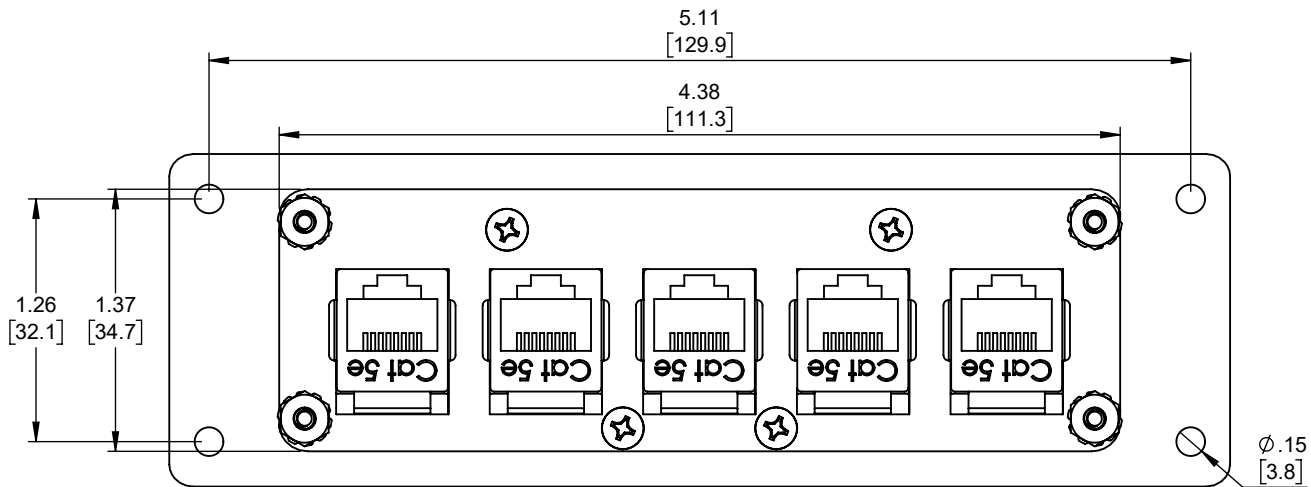 5.11
[129.9]
4.38
[111.3]
1.26
[32.1]
1.37
[34.7]
Cat 5e
Cat 5e
Cat 5e
Cat 5e
Cat 5e
⌀.15
[3.8]